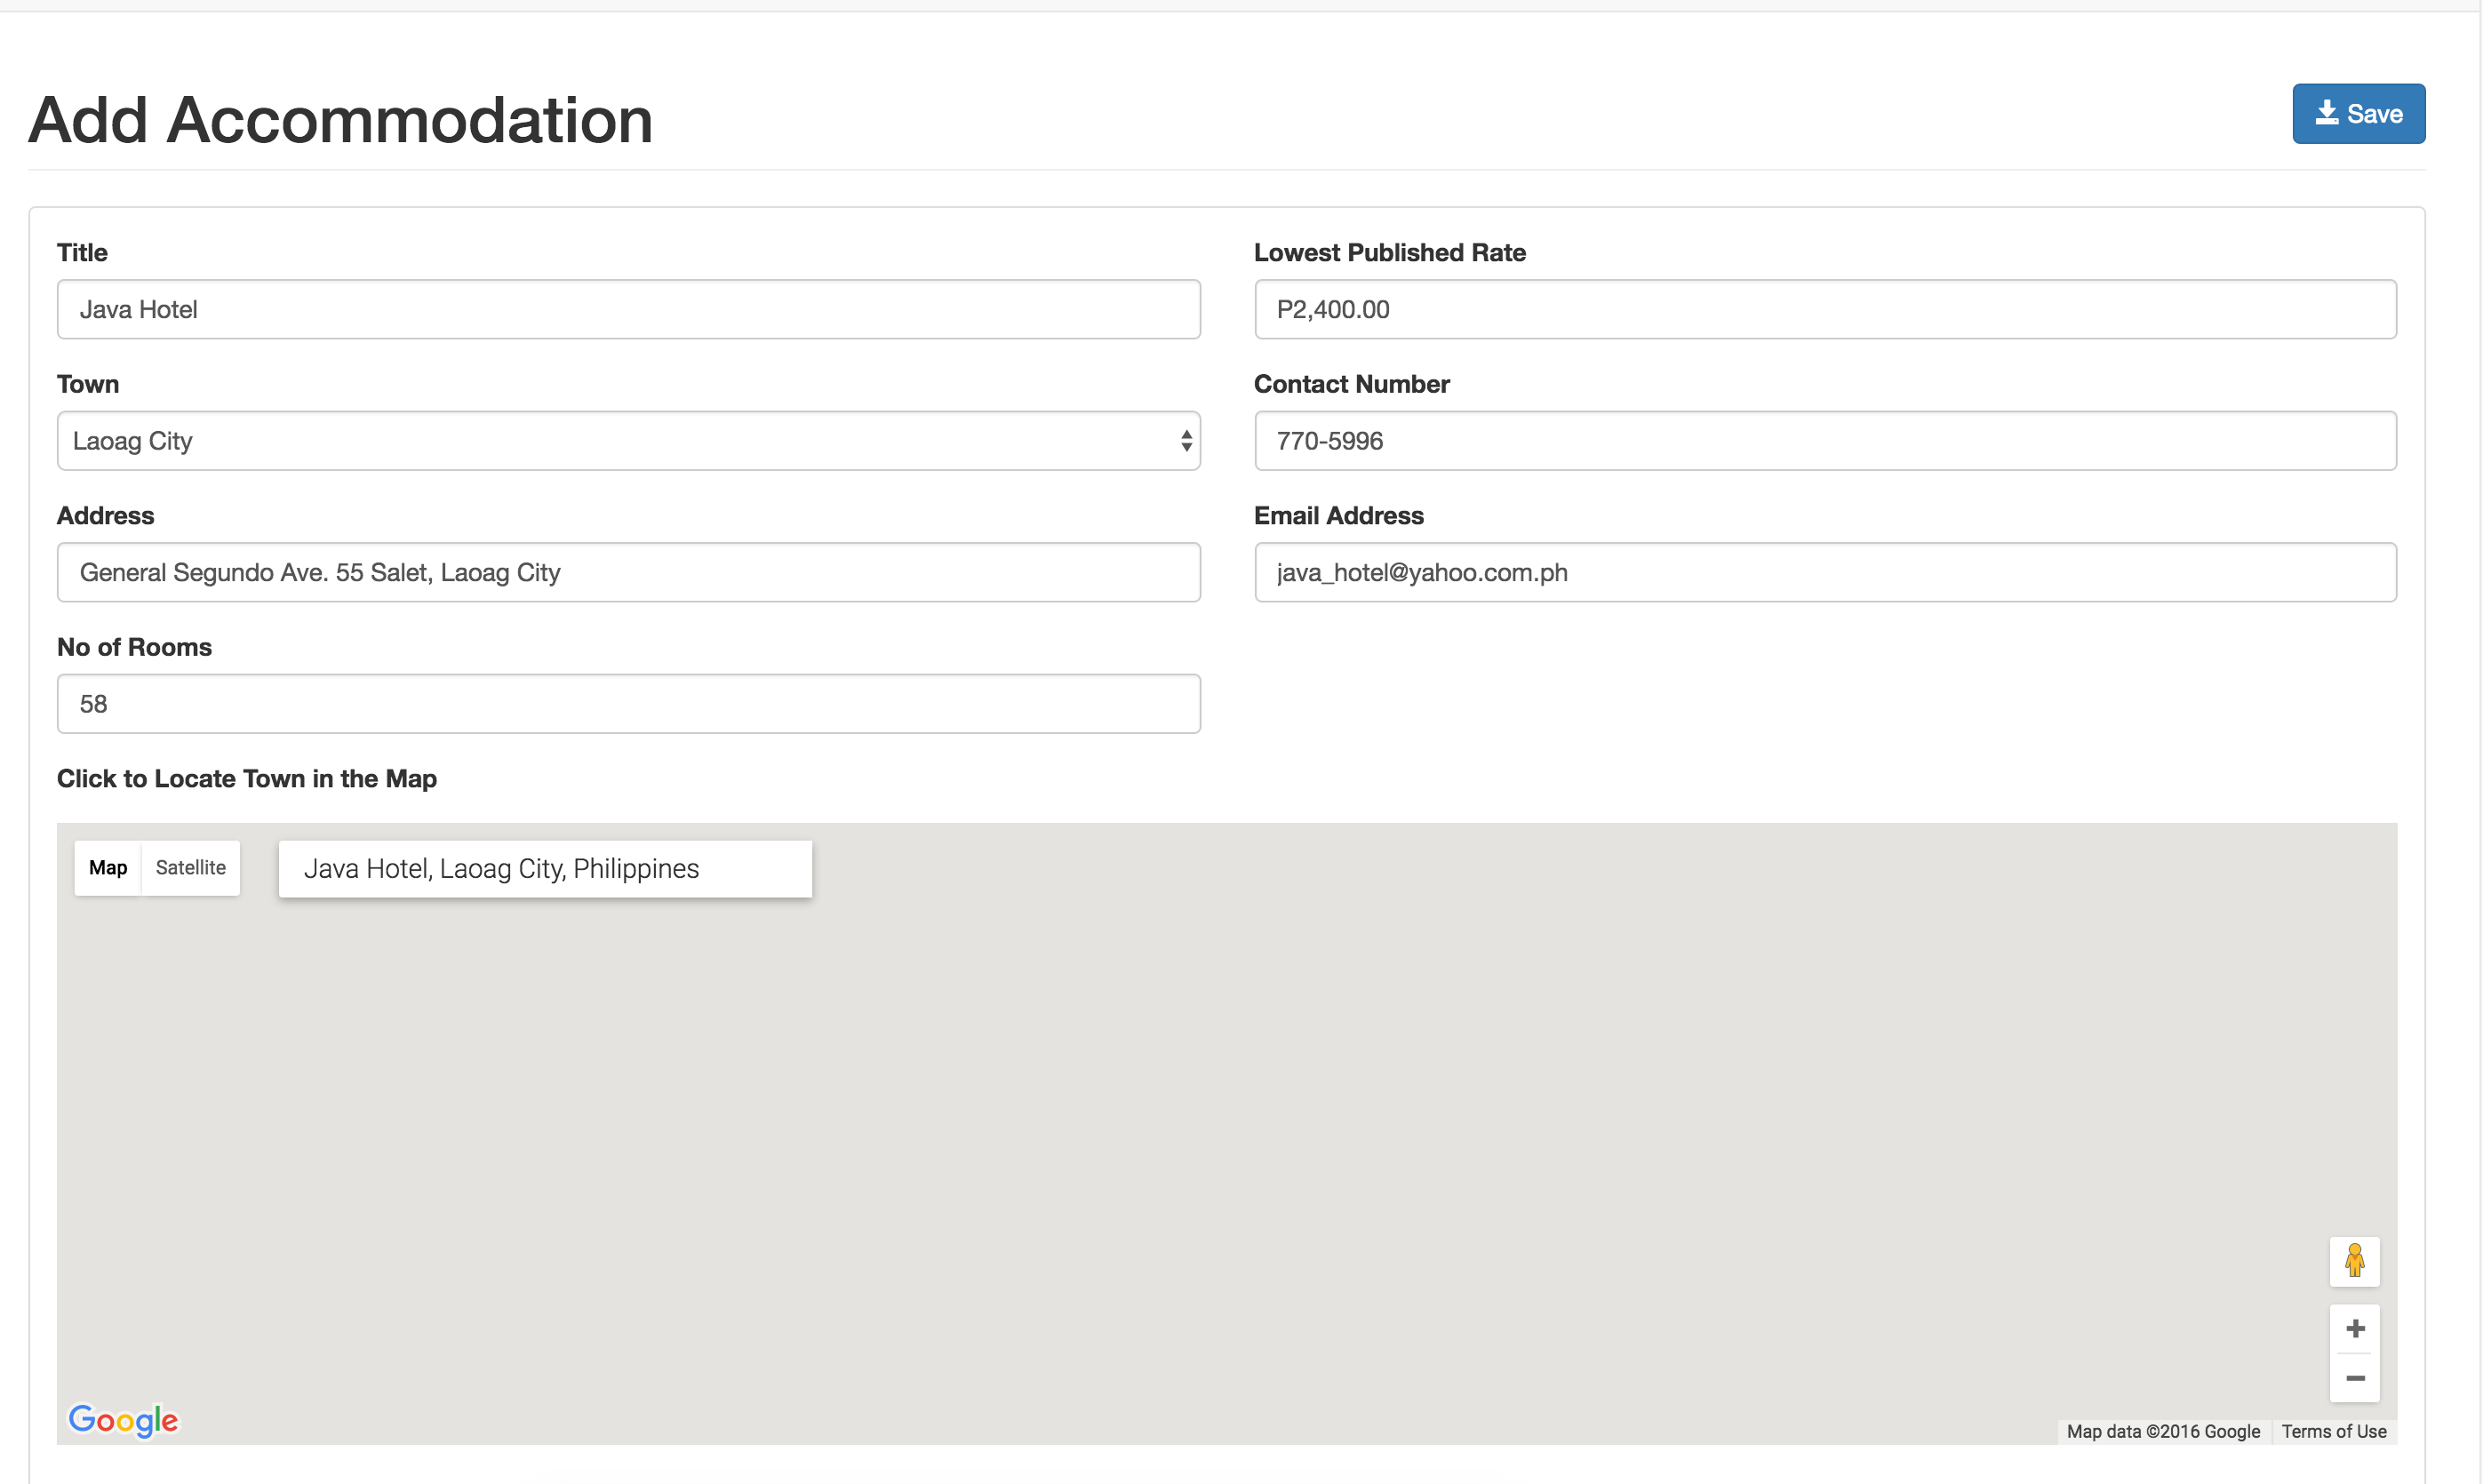 Add Accommodation
Save
Title
Java Hotel
Lowest Published Rate
P2,400.00
Town
Laoag City
Contact Number
770-5996
Address
General Segundo Ave. 55 Salet, Laoag City
Email Address
java_hotel@yahoo.com.ph
No of Rooms
58
Click to Locate Town in the Map
Map
Satellite
Java Hotel, Laoag City, Philippines
Google
Map data ©2016 Google
Terms of Use